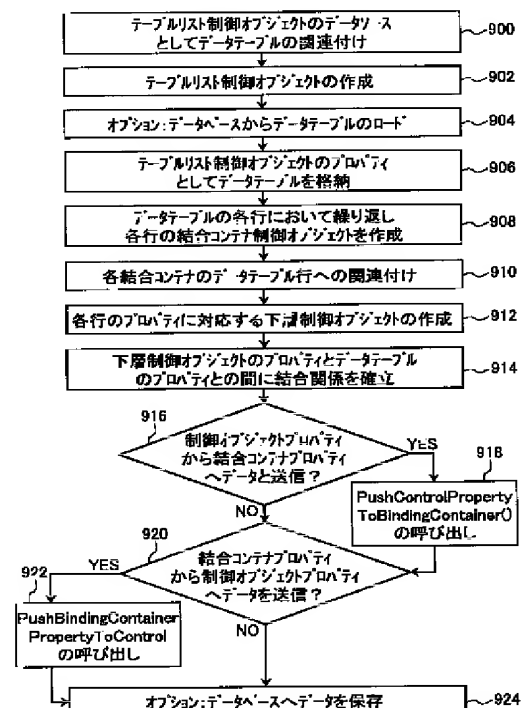 テーブルリスト制御オブジェクトのデータソース
としてデータテーブルの関連付け
900
テーブルリスト制御オブジェクトの作成
902
オプション:データベースからデータテーブルのロード
904
テーブルリスト制御オブジェクトのプロパティ
としてデータテーブルを格納
906
データテーブルの各行において繰り返し
各行の結合コンテナ制御オブジェクトを作成
908
各結合コンテナのデータテーブル行への関連付け
910
各行のプロパティに対応する下層制御オブジェクトの作成
912
下層制御オブジェクトのプロパティとデータテーブル
のプロパティとの間に結合関係を確立
914
916
制御オブジェクトプロパティ
から結合コンテナプロパティ
へデータと送信?
YES
918
NO
PushControlProperty
ToBindingContainer()
の呼び出し
920
結合コンテナプロパティ
から制御オブジェクトプロパティ
へデータを送信?
YES
922
NO
PushBindingContainer
PropertyToControl
の呼び出し
オプション:データベースへデータを保存
924